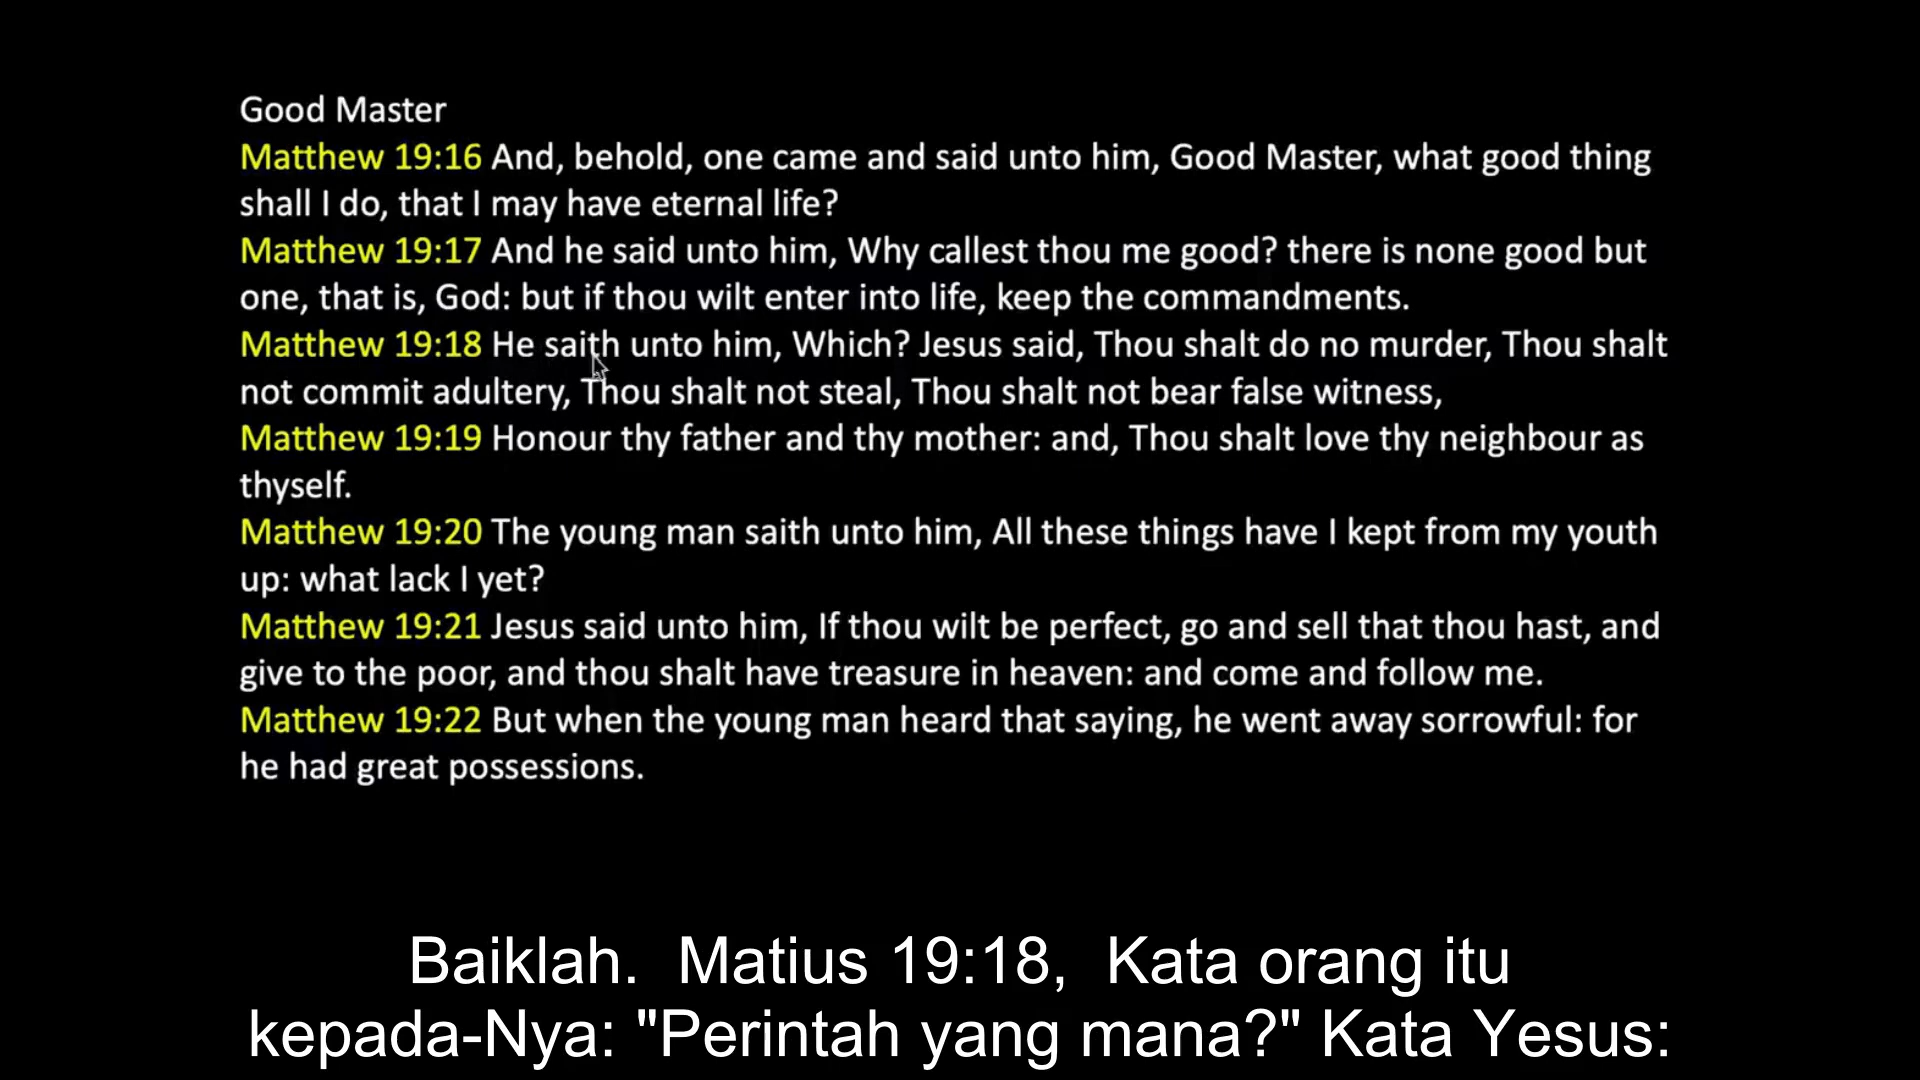 Good Master
Matthew 19:16 And, behold, one came and said unto him, Good Master, what good thing
shall I do, that I may have eternal life?
Matthew 19:17 And he said unto him, Why callest thou me good? there is none good but
one, that is, God: but if thou wilt enter into life, keep the commandments.
Matthew 19:18 He saith unto him, Which? Jesus said, Thou shalt do no murder, Thou shalt
not commit adultery, Thou shalt not steal, Thou shalt not bear false witness,
Matthew 19:19 Honour thy father and thy mother: and, Thou shalt love thy neighbour as
thyself.
Matthew 19:20 The young man saith unto him, All these things have I kept from my youth
up: what lack I yet?
Matthew 19:21 Jesus said unto him, If thou wilt be perfect, go and sell that thou hast, and
give to the poor, and thou shalt have treasure in heaven: and come and follow me.
Matthew 19:22 But when the young man heard that saying, he went away sorrowful: for
he had great possessions.
Baiklah. Matius 19:18, Kata orang itu
kepada-Nya: "Perintah yang mana?" Kata Yesus: